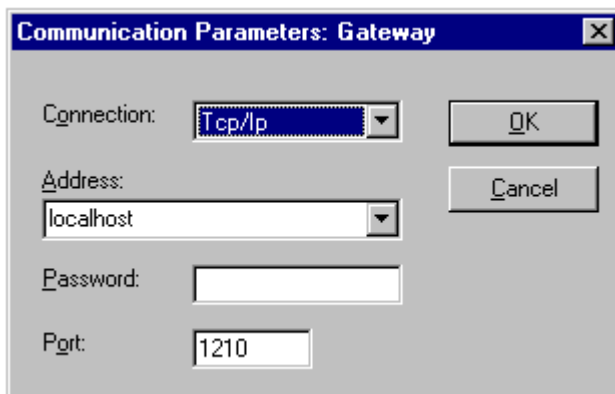 Communication Parameters: Gateway
Connection: Tcp/Ip OK
Address: Cancel
localhost
Password:
Port: 1210